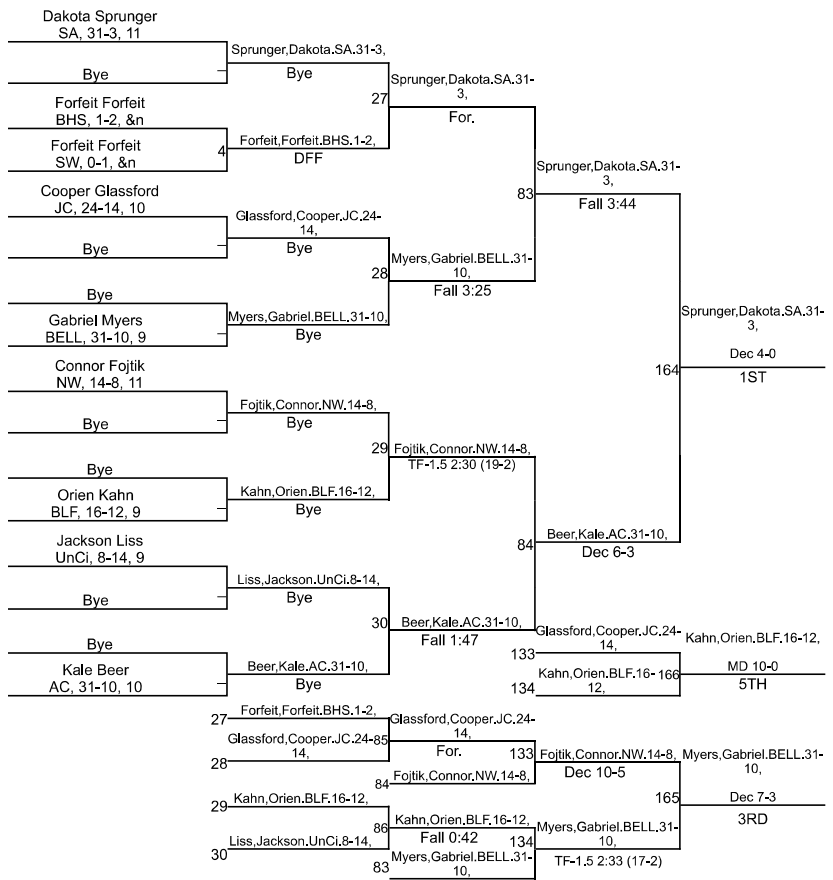 Dakota Sprunger
SA, 31-3, 11
Bye
Forfeit Forfeit
BHS, 1-2, &n
Forfeit Forfeit
SW, 0-1, &n
Cooper Glassford
JC, 24-14, 10
Bye
Bye
Gabriel Myers
BELL, 31-10, 9
Connor Fojtik
NW, 14-8, 11
Bye
Bye
Orien Kahn
BLF, 16-12, 9
Jackson Liss
UnCi, 8-14, 9
Bye
Bye
Kale Beer
AC, 31-10, 10
Sprunger,Dakota.SA.31-3,
Bye
4
Forfeit,Forfeit.BHS.1-2,
DFF
Glassford,Cooper.JC.24-
14,
Bye
Myers,Gabriel.BELL.31-10,
Bye
Fojtik,Connor.NW.14-8,
Bye
Kahn,Orien.BLF.16-12,
Bye
Liss,Jackson.UnCi.8-14,
Bye
Beer,Kale.AC.31-10,
Bye
27
Sprunger,Dakota.SA.31-
3,
For.
28
Myers,Gabriel.BELL.31-
10,
Fall 3:25
29
Fojtik,Connor.NW.14-8,
TF-1.5 2:30 (19-2)
30
Beer,Kale.AC.31-10,
Fall 1:47
83
Sprunger,Dakota.SA.31-
3,
Fall 3:44
84
Beer,Kale.AC.31-10,
Dec 6-3
164
Sprunger,Dakota.SA.31-
3,
Dec 4-0
1ST
133
Glassford,Cooper.JC.24-
14,
134
Kahn,Orien.BLF.16-
12,
166
Kahn,Orien.BLF.16-12,
MD 10-0
5TH
27
Forfeit,Forfeit.BHS.1-2,
28
Glassford,Cooper.JC.24-
14,
85
Glassford,Cooper.JC.24-
14,
For.
84
Fojtik,Connor.NW.14-8,
133
Fojtik,Connor.NW.14-8,
Dec 10-5
29
Kahn,Orien.BLF.16-12,
30
Liss,Jackson.UnCi.8-14,
86
Kahn,Orien.BLF.16-12,
Fall 0:42
83
Myers,Gabriel.BELL.31-
10,
134
Myers,Gabriel.BELL.31-
10,
TF-1.5 2:33 (17-2)
165
Myers,Gabriel.BELL.31-
10,
Dec 7-3
3RD